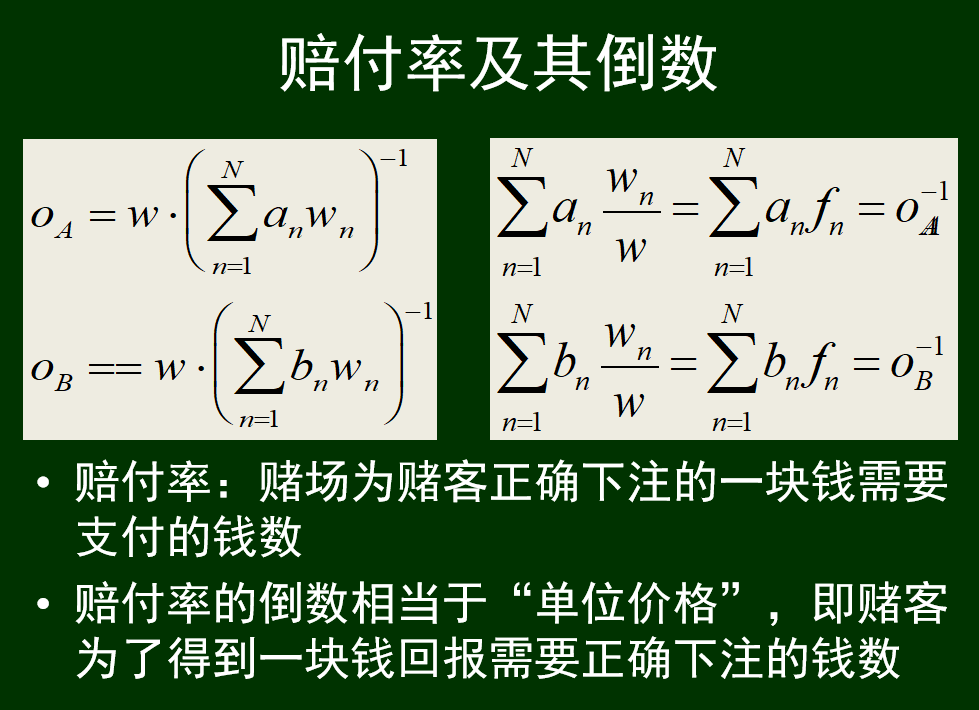 赔付率及其倒数
$o_A = w \cdot \left( \sum_{n=1}^{N} a_n w_n \right)^{-1}$
$o_B == w \cdot \left( \sum_{n=1}^{N} b_n w_n \right)^{-1}$
$\sum_{n=1}^{N} a_n \frac{w_n}{w} = \sum_{n=1}^{N} a_n f_n = o_A^{-1}$
$\sum_{n=1}^{N} b_n \frac{w_n}{w} = \sum_{n=1}^{N} b_n f_n = o_B^{-1}$
• 赔付率：赌场为赌客正确下注的一块钱需要
支付的钱数
• 赔付率的倒数相当于“单位价格”，即赌客
为了得到一块钱回报需要正确下注的钱数